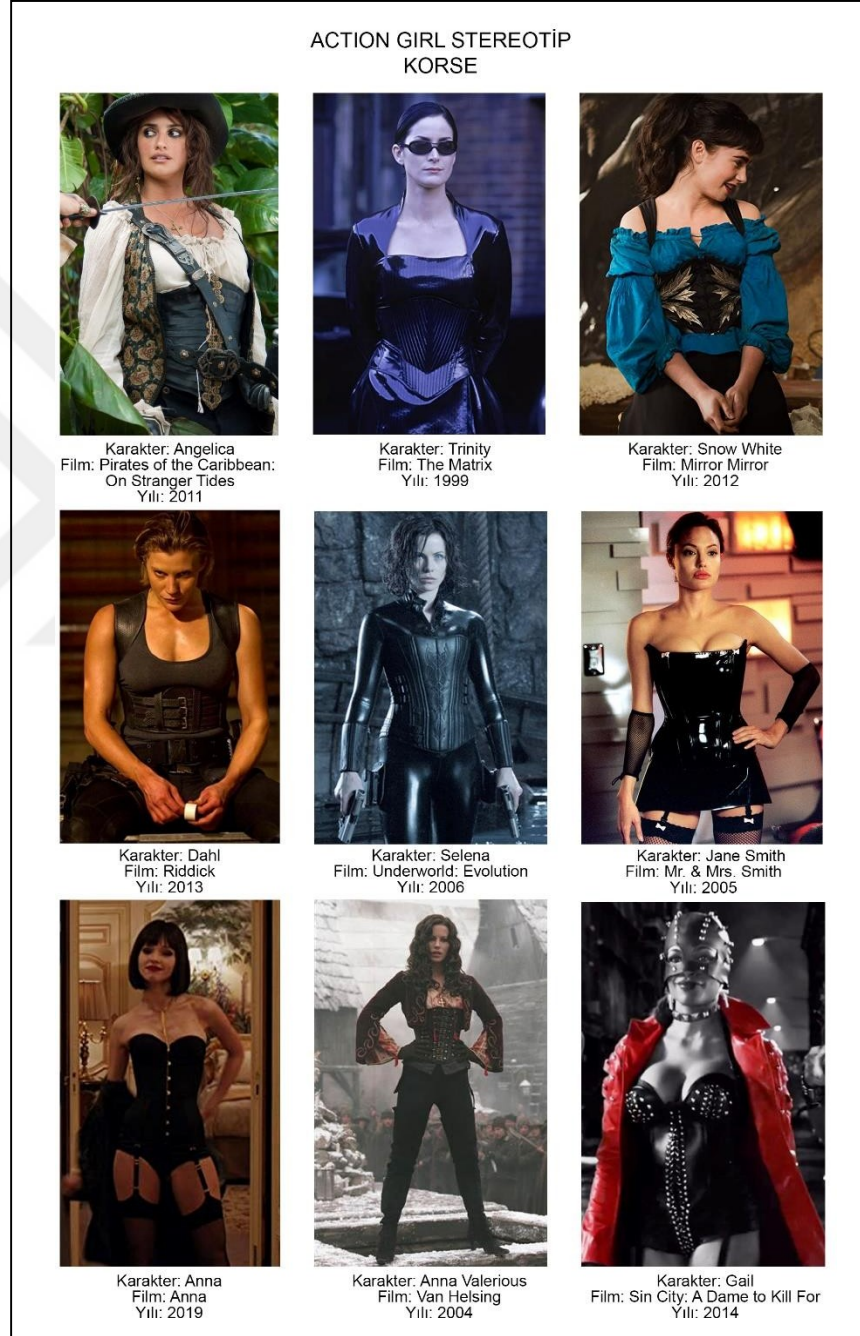 ACTION GIRL STEREOTİP
KORSE
Karakter: Angelica
Film: Pirates of the Caribbean:
On Stranger Tides
Yılı: 2011
Karakter: Trinity
Film: The Matrix
Yılı: 1999
Karakter: Snow White
Film: Mirror Mirror
Yılı: 2012
Karakter: Dahl
Film: Riddick
Yılı: 2013
Karakter: Selena
Film: Underworld: Evolution
Yılı: 2006
Karakter: Jane Smith
Film: Mr. & Mrs. Smith
Yılı: 2005
Karakter: Anna
Film: Anna
Yılı: 2019
Karakter: Anna Valerious
Film: Van Helsing
Yılı: 2004
Karakter: Gail
Film: Sin City: A Dame to Kill For
Yılı: 2014